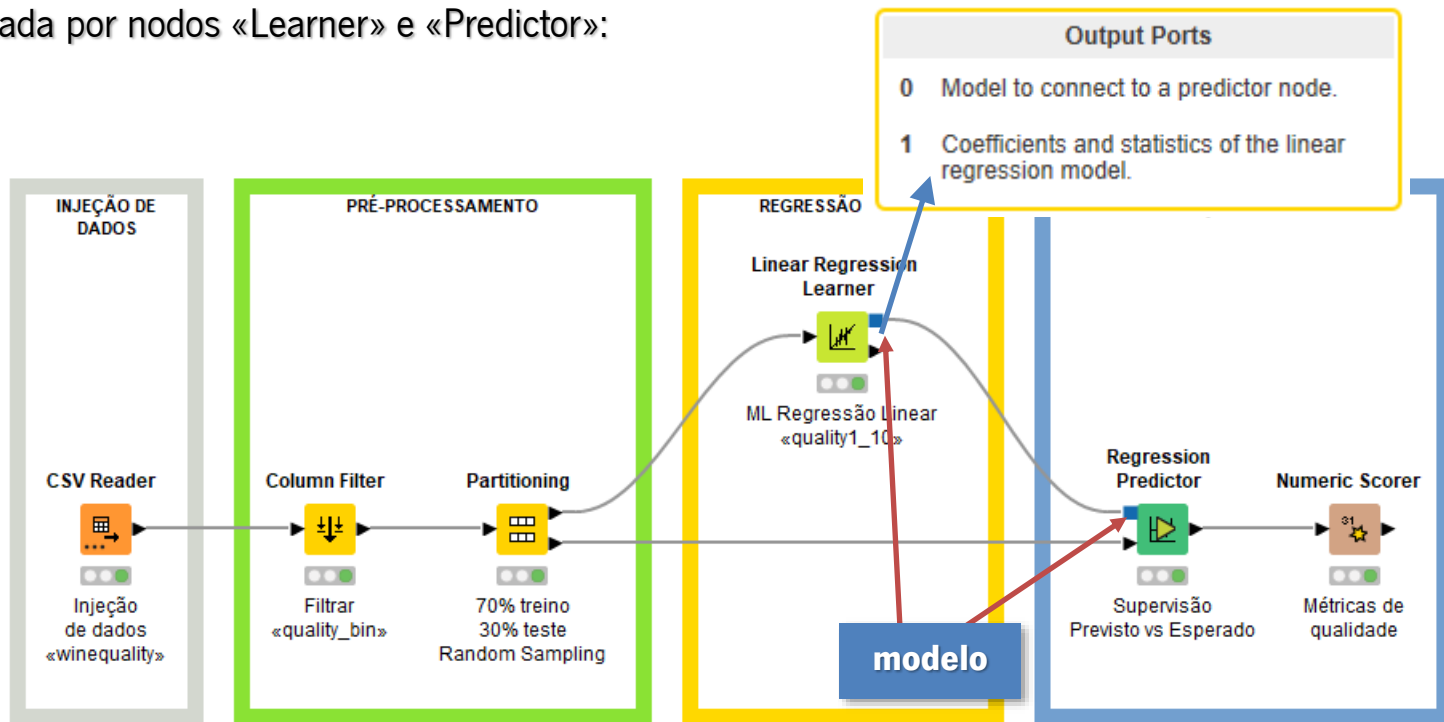 ada por nodos «Learner» e «Predictor»:
Output Ports
0 Model to connect to a predictor node.
1 Coefficients and statistics of the linear
regression model.
INJEÇÃO DE
DADOS
PRÉ-PROCESSAMENTO
REGRESSÃO
Linear Regression
Learner
ML Regressão Linear
«quality1_10»
CSV Reader
Injeção
de dados
«winequality»
Column Filter
Filtrar
«quality_bin»
Partitioning
70% treino
30% teste
Random Sampling
Regression
Predictor
Supervisão
Previsto vs Esperado
Numeric Scorer
31
Métricas de
qualidade
modelo